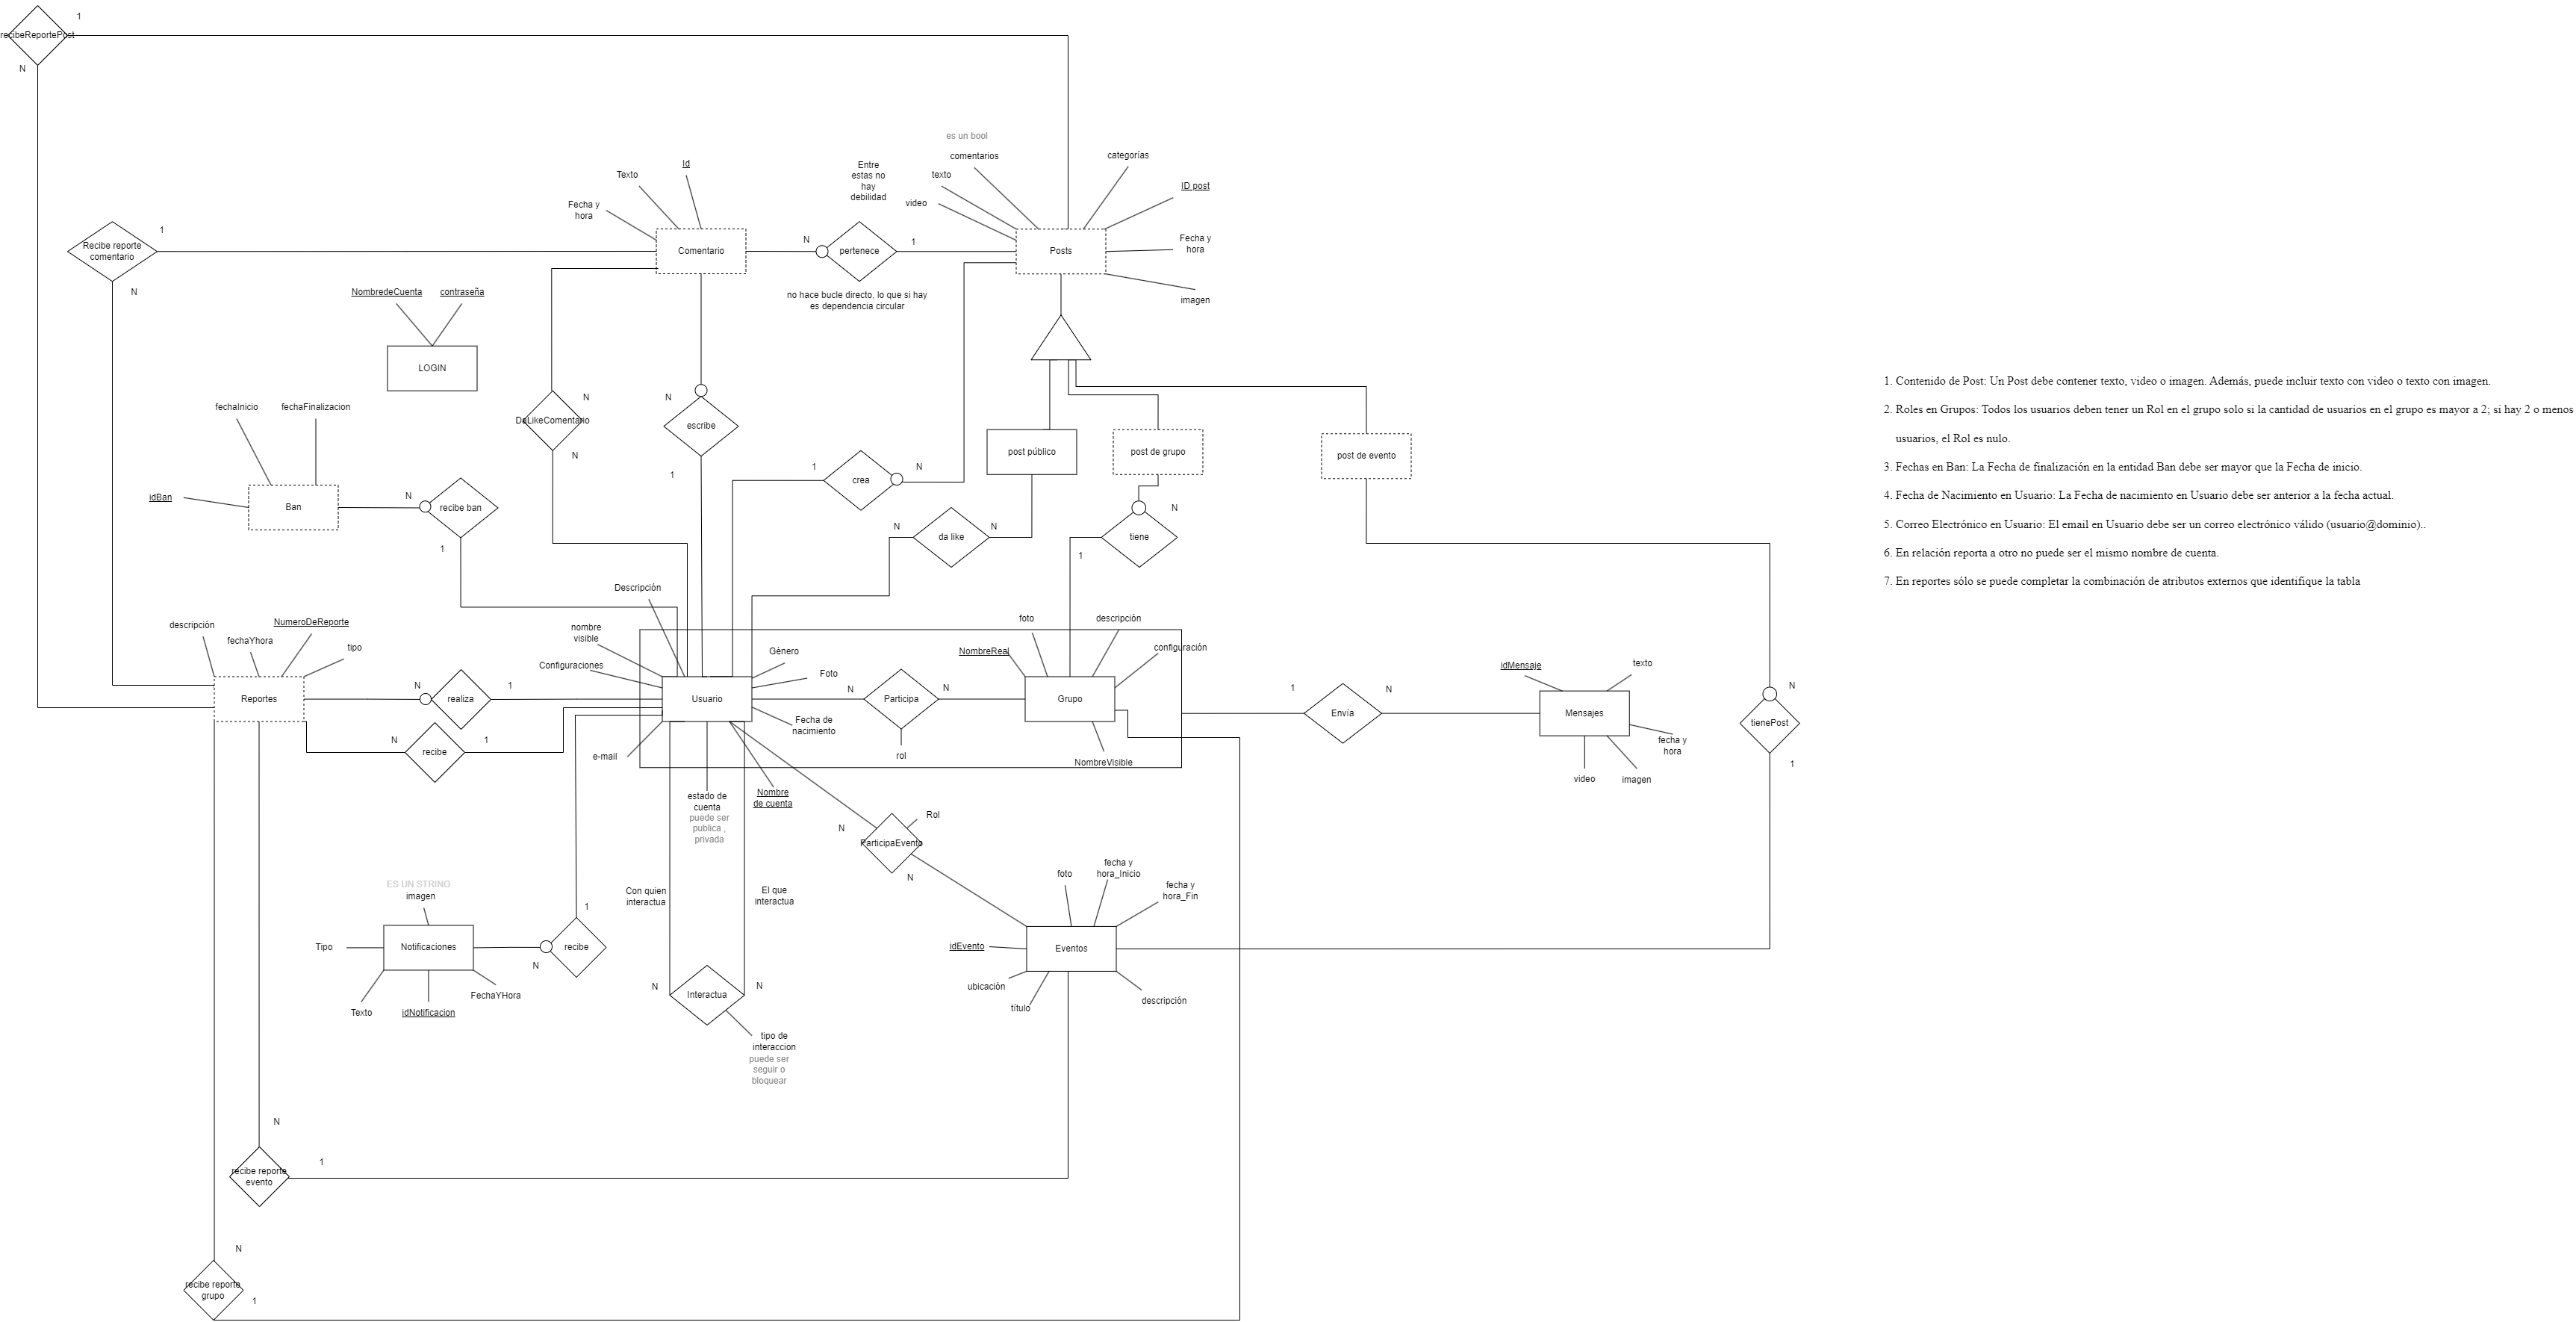 1
recibeReportePost
N
es un bool
comentarios
categorías
Entre
estas no
hay
debilidad
Id
Texto
texto
ID post
Fecha y
hora
video
Recibe reporte
comentario
1
N
Comentario
N
pertenece
1
Posts
Fecha y
hora
no hace bucle directo, lo que si hay
es dependencia circular
imagen
NombredeCuenta
contraseña
LOGIN
1. Contenido de Post: Un Post debe contener texto, video o imagen. Además, puede incluir texto con video o texto con imagen.
2. Roles en Grupos: Todos los usuarios deben tener un Rol en el grupo solo si la cantidad de usuarios en el grupo es mayor a 2; si hay 2 o menos
usuarios, el Rol es nulo.
3. Fechas en Ban: La Fecha de finalización en la entidad Ban debe ser mayor que la Fecha de inicio.
4. Fecha de Nacimiento en Usuario: La Fecha de nacimiento en Usuario debe ser anterior a la fecha actual.
5. Correo Electrónico en Usuario: El email en Usuario debe ser un correo electrónico válido (usuario@dominio)..
6. En relación reporta a otro no puede ser el mismo nombre de cuenta.
7. En reportes sólo se puede completar la combinación de atributos externos que identifique la tabla
fechaInicio
fechaFinalizacion
N
DaLikeComentario
N
N
escribe
1
post público
post de grupo
post de evento
1
crea
N
idBan
Ban
N
recibe ban
1
N
da like
N
N
tiene
1
Descripción
descripción
NumeroDeReporte
fechaYhora
tipo
nombre
visible
Configuraciones
Género
Foto
foto
descripción
NombreReal
configuración
idMensaje
texto
Reportes
N
realiza
1
Usuario
N
Participa
N
Grupo
1
Envía
N
Mensajes
N
tienePost
1
N
recibe
1
e-mail
Fecha de
nacimiento
rol
NombreVisible
fecha y
hora
video
imagen
estado de
cuenta
puede ser
publica ,
privada
Nombre
de cuenta
N
Rol
ParticipaEvento
N
ES UN STRING
imagen
Con quien
interactua
El que
interactua
foto
fecha y
hora_Inicio
fecha y
hora_Fin
1
Tipo
Notificaciones
recibe
N
idEvento
Eventos
Texto
idNotificacion
FechaYHora
N
Interactua
N
ubicación
título
descripción
tipo de
interaccion
puede ser
seguir o
bloquear
N
recibe reporte
evento
1
N
recibe reporte
grupo
1